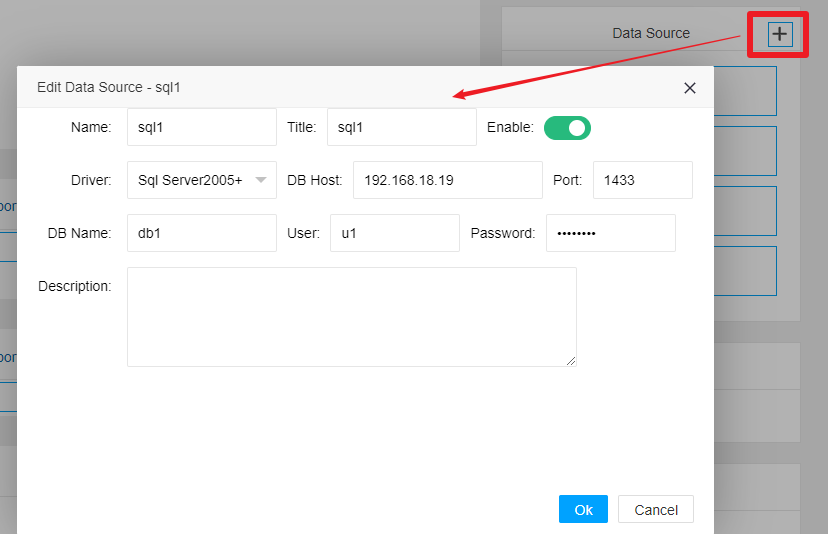 Data Source
Edit Data Source - sql1
Name: sql1 Title: sql1 Enable:
Driver: Sql Server2005+ DB Host: 192.168.18.19 Port: 1433
DB Name: db1 User: u1 Password: ••••••••
Description:
Ok Cancel